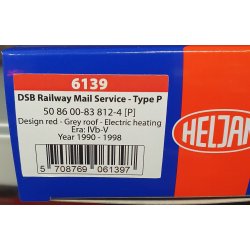 6139
DSB Railway Mail Service - Type P
50 86 00-83 812-4 [P]
Design red - Grey roof - Electric heating
Era: IVb-V
Year 1990 - 1998
5 708769 061397
HELJAN